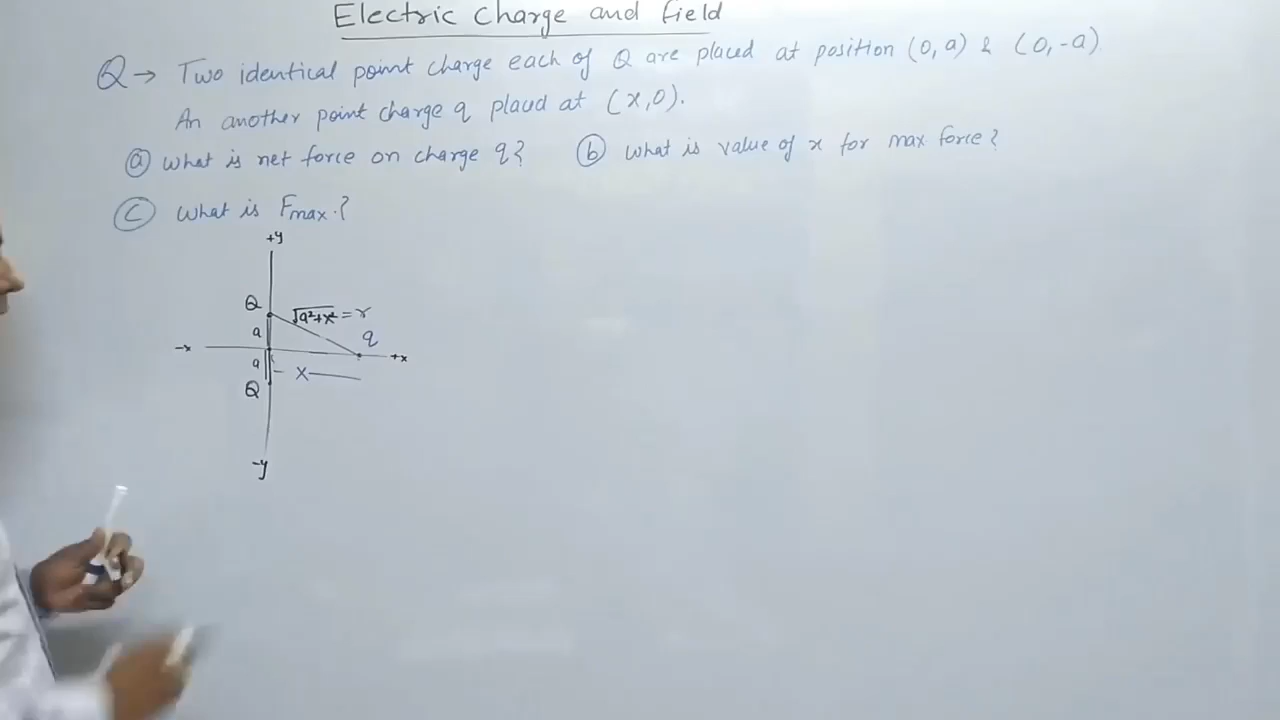 Electric Charge and Field
Q → Two identical point charge each of Q are placed at position (0, a) & (0, -a)
An another point charge q placed at (x, 0).
(a) What is net force on charge q? (b) What is value of x for max force?
(c) What is Fmax.?
+y
Q √a²+x² = r
a q
-x +x
a x
Q
-y